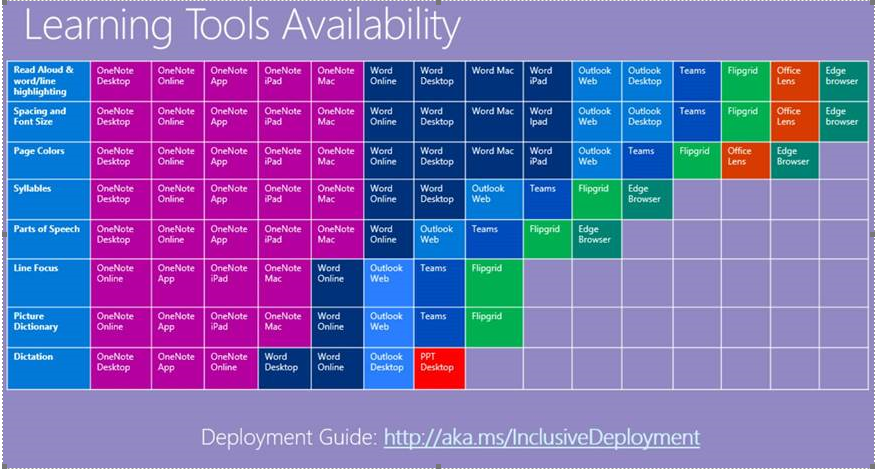 Learning Tools Availability
Read Aloud & word/line highlighting OneNote Desktop OneNote Online OneNote App OneNote iPad OneNote Mac Word Online Word Desktop Word Mac Word iPad Outlook Web Outlook Desktop Teams Flipgrid Office Lens Edge browser
Spacing and Font Size OneNote Desktop OneNote Online OneNote App OneNote iPad OneNote Mac Word Online Word Desktop Word Mac Word Ipad Outlook Web Outlook Desktop Teams Flipgrid Office Lens Edge browser
Page Colors OneNote Desktop OneNote Online OneNote App OneNote iPad OneNote Mac Word Online Word Desktop Word Mac Word iPad Outlook Web Teams Flipgrid Office Lens Edge Browser
Syllables OneNote Desktop OneNote Online OneNote App OneNote iPad OneNote Mac Word Online Word Desktop Outlook Web Teams Flipgrid Edge Browser
Parts of Speech OneNote Desktop OneNote Online OneNote App OneNote iPad OneNote Mac Word Online Outlook Web Teams Flipgrid Edge Browser
Line Focus OneNote Online OneNote App OneNote iPad OneNote Mac Word Online Outlook Web Teams Flipgrid
Picture Dictionary OneNote Online OneNote App OneNote iPad OneNote Mac Word Online Outlook Web Teams Flipgrid
Dictation OneNote Desktop OneNote App OneNote Online Word Desktop Word Online Outlook Desktop PPT Desktop
Deployment Guide: http://aka.ms/InclusiveDeployment